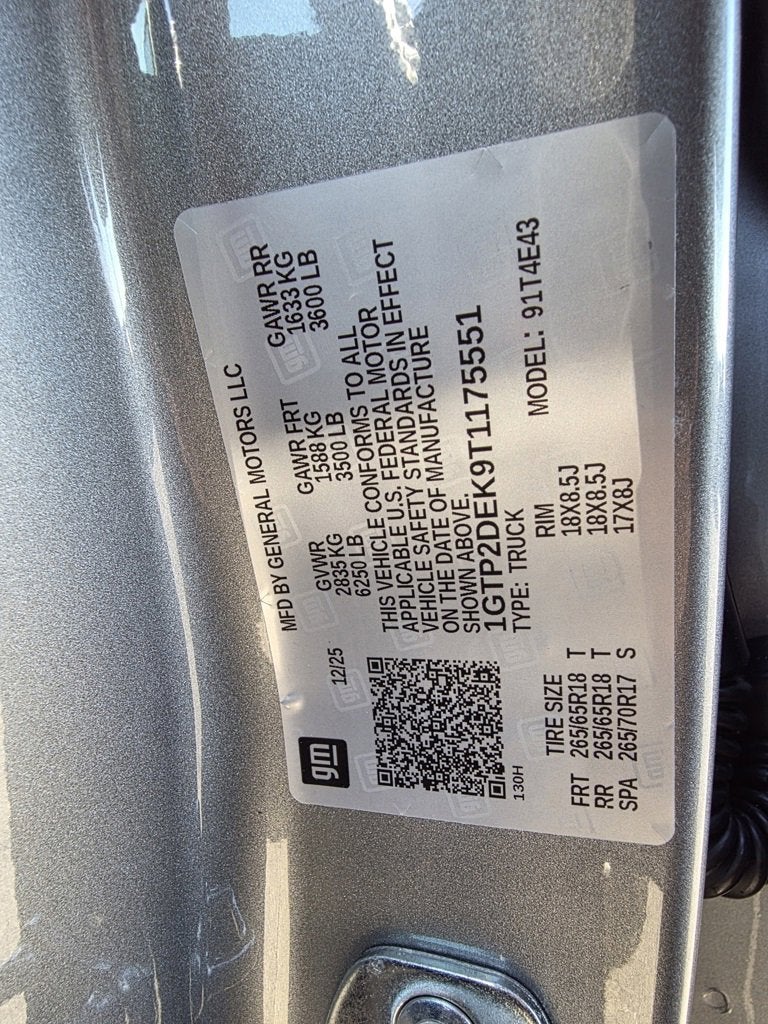 gm
12/25
MFD BY GENERAL MOTORS LLC
GVWR GAWR FRT GAWR RR
2835 KG 1588 KG 1633 KG
6250 LB 3500 LB 3600 LB
THIS VEHICLE CONFORMS TO ALL
APPLICABLE U.S. FEDERAL MOTOR
VEHICLE SAFETY STANDARDS IN EFFECT
ON THE DATE OF MANUFACTURE
SHOWN ABOVE.
1GTP2DEK9T1175551
130H
TYPE: TRUCK MODEL: 91T4E43
TIRE SIZE RIM
FRT 265/65R18 T 18X8.5J
RR 265/65R18 T 18X8.5J
SPA 265/70R17 S 17X8J